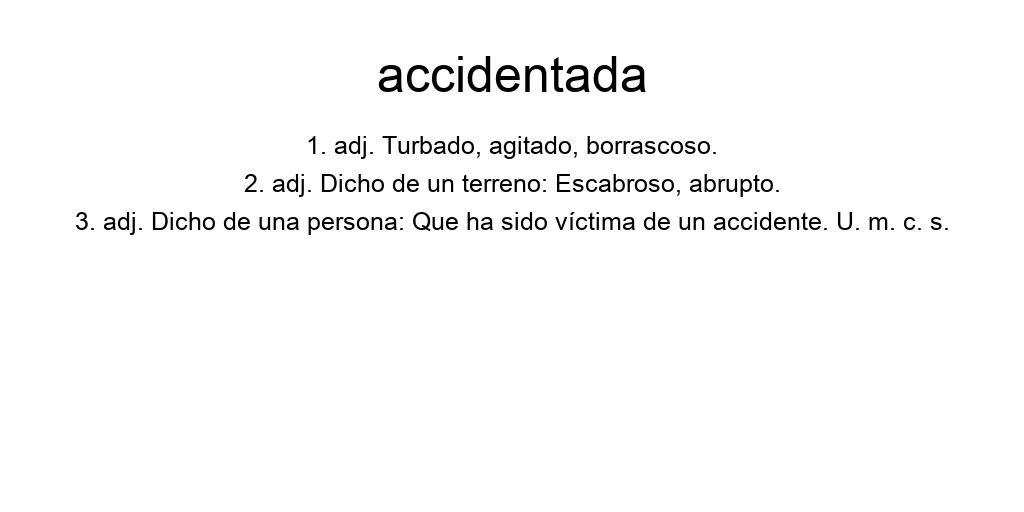 accidentada
1. adj. Turbado, agitado, borrascoso.
2. adj. Dicho de un terreno: Escabroso, abrupto.
3. adj. Dicho de una persona: Que ha sido víctima de un accidente. U. m. c. s.